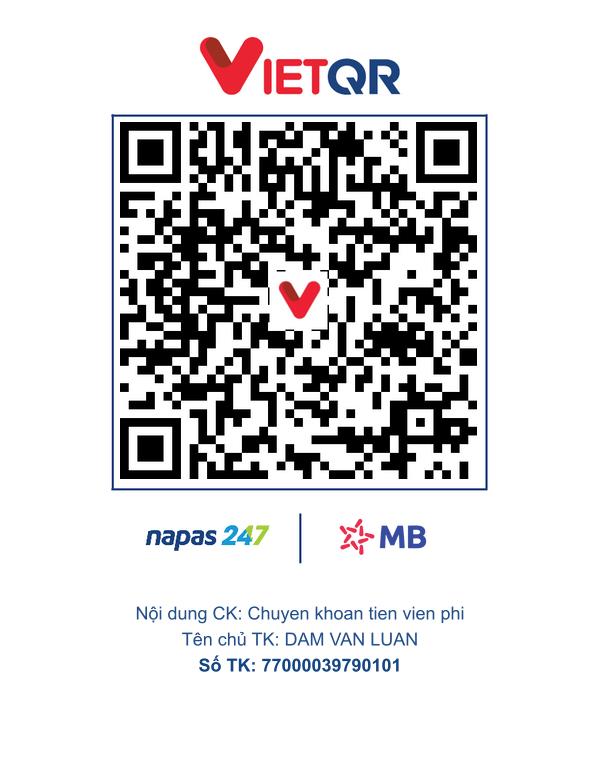 VIETQR
napas 247
MB
Nội dung CK: Chuyen khoan tien vien phi
Tên chủ TK: DAM VAN LUAN
Số TK: 77000039790101